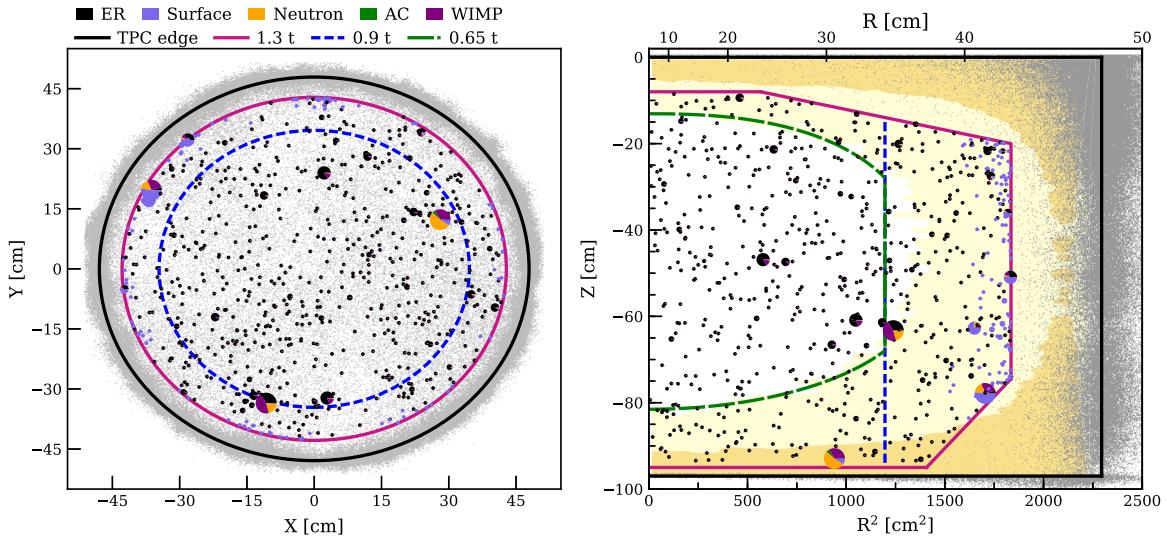 ER Surface Neutron AC WIMP
TPC edge 1.3 t 0.9 t 0.65 t
45
30
15
0
−15
−30
−45
Y [cm]
−45 −30 −15 0 15 30 45
X [cm]
R [cm]
10 20 30 40 50
0
−20
−40
−60
−80
−100
Z [cm]
0 500 1000 1500 2000 2500
R² [cm²]